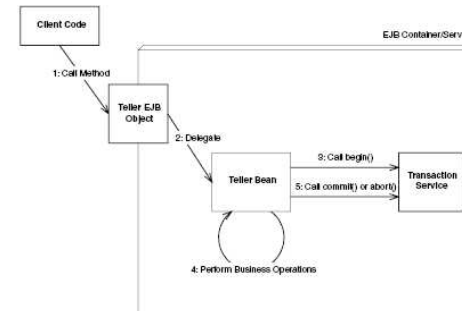 Client Code
EJB Container/Serv
1: Call Method
Teller EJB
Object
2: Delegate
3: Call begin()
Teller Bean
Transaction
Service
5: Call commit() or abort()
4: Perform Business Operations